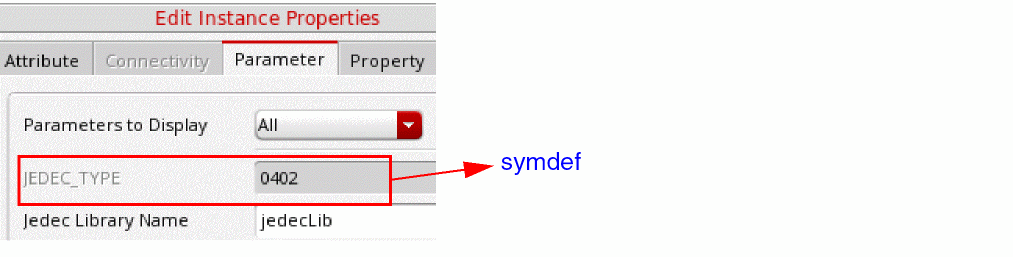 Edit Instance Properties
Attribute Connectivity Parameter Property
Parameters to Display All
JEDEC_TYPE 0402 symdef
Jedec Library Name jedecLib